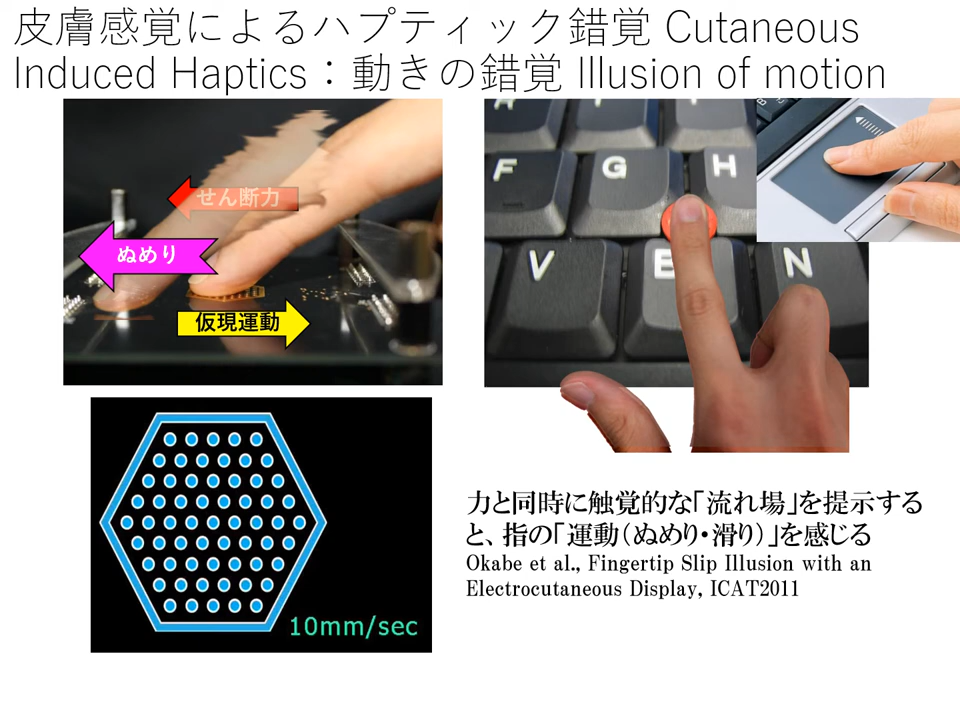 皮膚感覚によるハプティック錯覚 Cutaneous
Induced Haptics：動きの錯覚 Illusion of motion
せん断力
ぬめり
仮現運動
F G H
V N
10mm/sec
力と同時に触覚的な｢流れ場｣を提示する
と、指の｢運動（ぬめり・滑り）｣を感じる
Okabe et al., Fingertip Slip Illusion with an
Electrocutaneous Display, ICAT2011